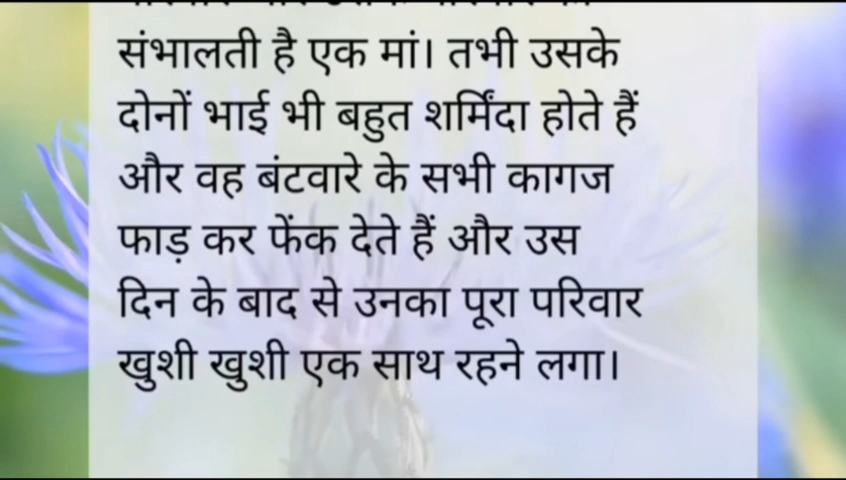 संभालती है एक मां। तभी उसके
दोनों भाई भी बहुत शर्मिंदा होते हैं
और वह बंटवारे के सभी कागज
फाड़ कर फेंक देते हैं और उस
दिन के बाद से उनका पूरा परिवार
खुशी खुशी एक साथ रहने लगा।